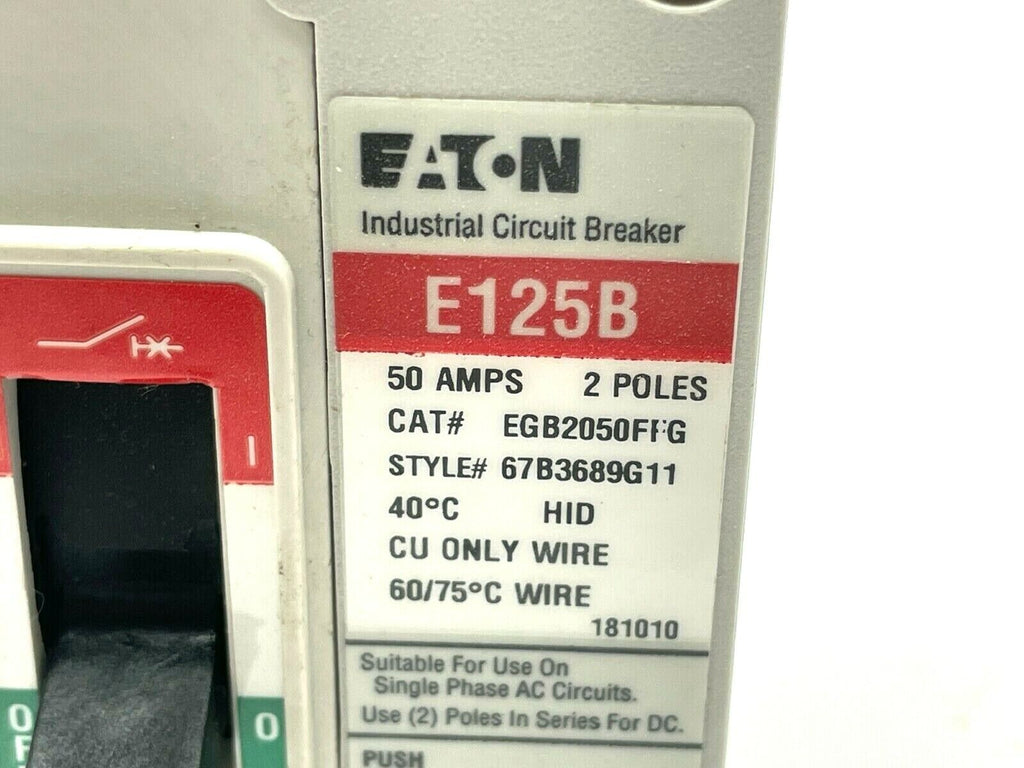 EATON
Industrial Circuit Breaker
E125B
50 AMPS 2 POLES
CAT# EGB2050FFG
STYLE# 67B3689G11
40°C HID
CU ONLY WIRE
60/75°C WIRE
181010
Suitable For Use On
Single Phase AC Circuits.
Use (2) Poles In Series For DC.
PUSH
I
O